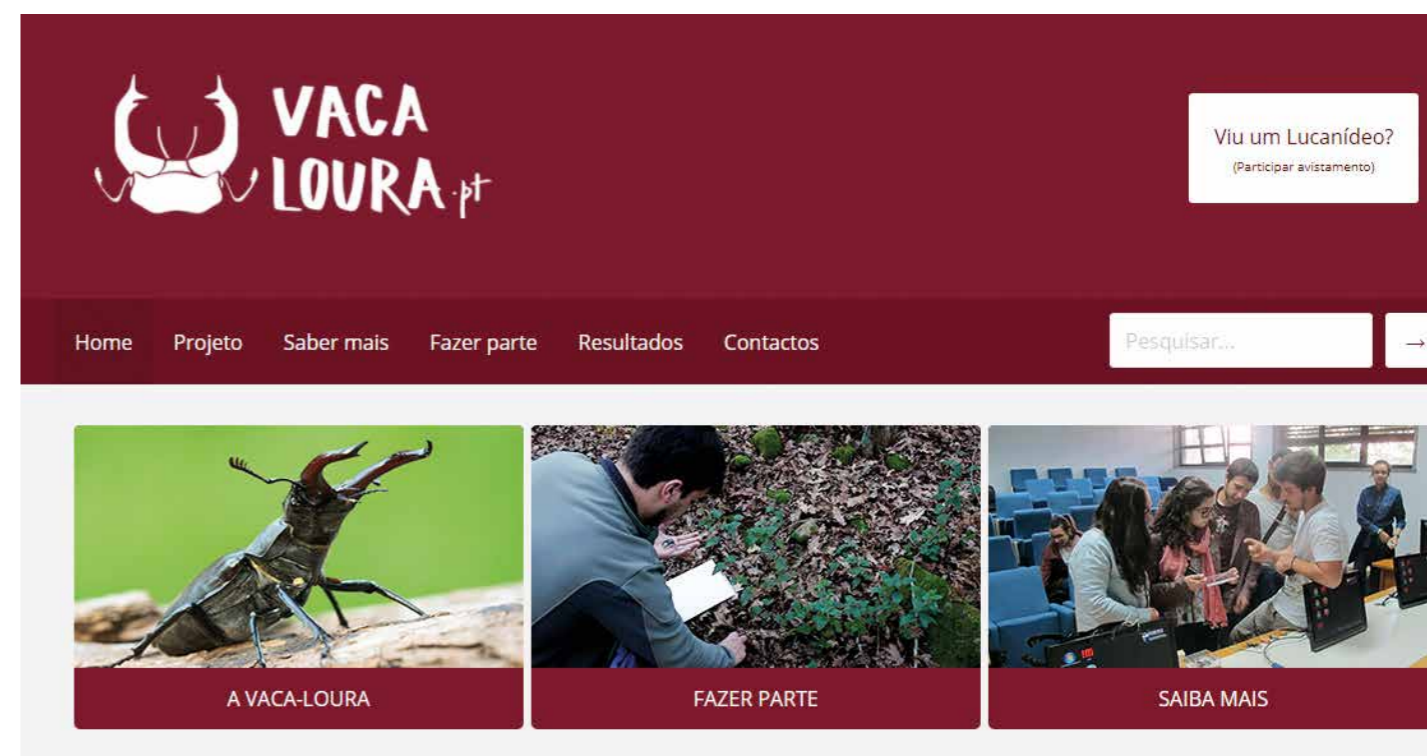 VACA
LOURA.pt
Viu um Lucanídeo?
(Participar avistamento)
Home Projeto Saber mais Fazer parte Resultados Contactos Pesquisar... →
A VACA-LOURA FAZER PARTE SAIBA MAIS